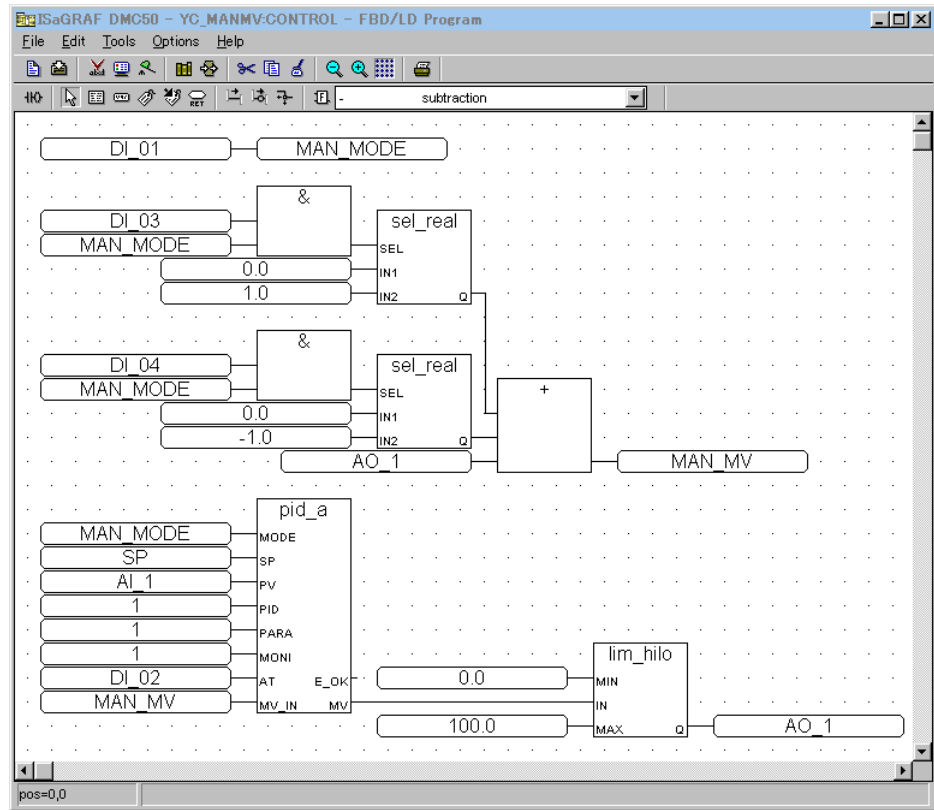 ISaGRAF DMC50 - YC_MANMV:CONTROL - FBD/LD Program
File Edit Tools Options Help
RET - subtraction
DI_01 MAN_MODE
&
DI_03 sel_real
MAN_MODE SEL
0.0 IN1
1.0 IN2 Q
&
DI_04 sel_real
MAN_MODE SEL +
0.0 IN1
-1.0 IN2 Q
AO_1 MAN_MV
pid_a
MAN_MODE MODE
SP SP
AI_1 PV
1 PID
1 PARA
1 MONI lim_hilo
DI_02 AT E_OK 0.0 MIN
MAN_MV MV_IN MV IN
100.0 MAX Q AO_1
pos=0,0